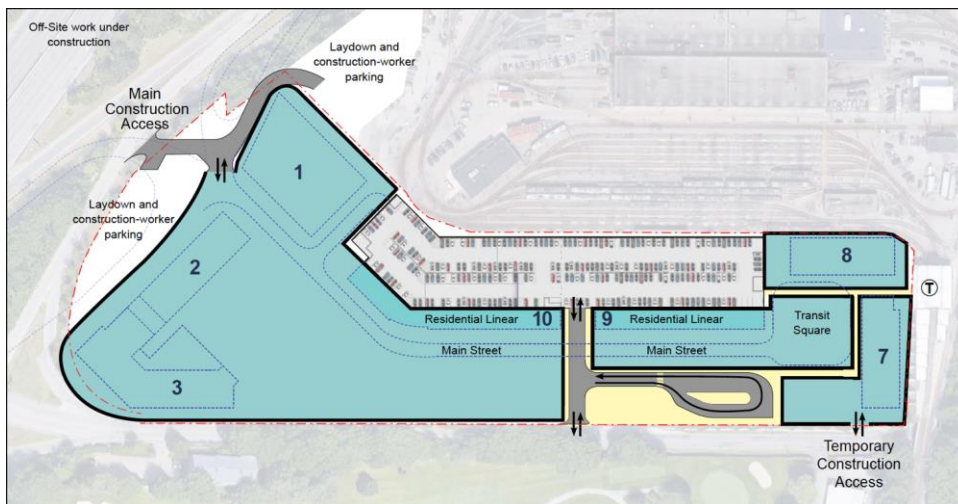 Off-Site work under
construction
Laydown and
construction-worker
parking
Main
Construction
Access
1
Laydown and
construction-worker
parking
2
8
T
Residential Linear
10
9
Residential Linear
Transit
Square
Main Street
Main Street
7
3
Temporary
Construction
Access